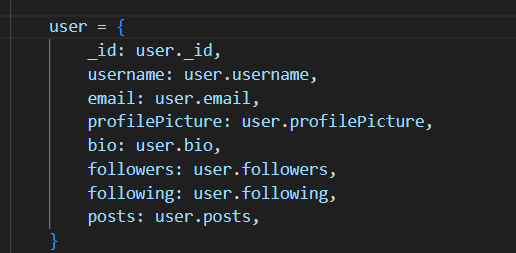 user = {
_id: user._id,
username: user.username,
email: user.email,
profilePicture: user.profilePicture,
bio: user.bio,
followers: user.followers,
following: user.following,
posts: user.posts,
}